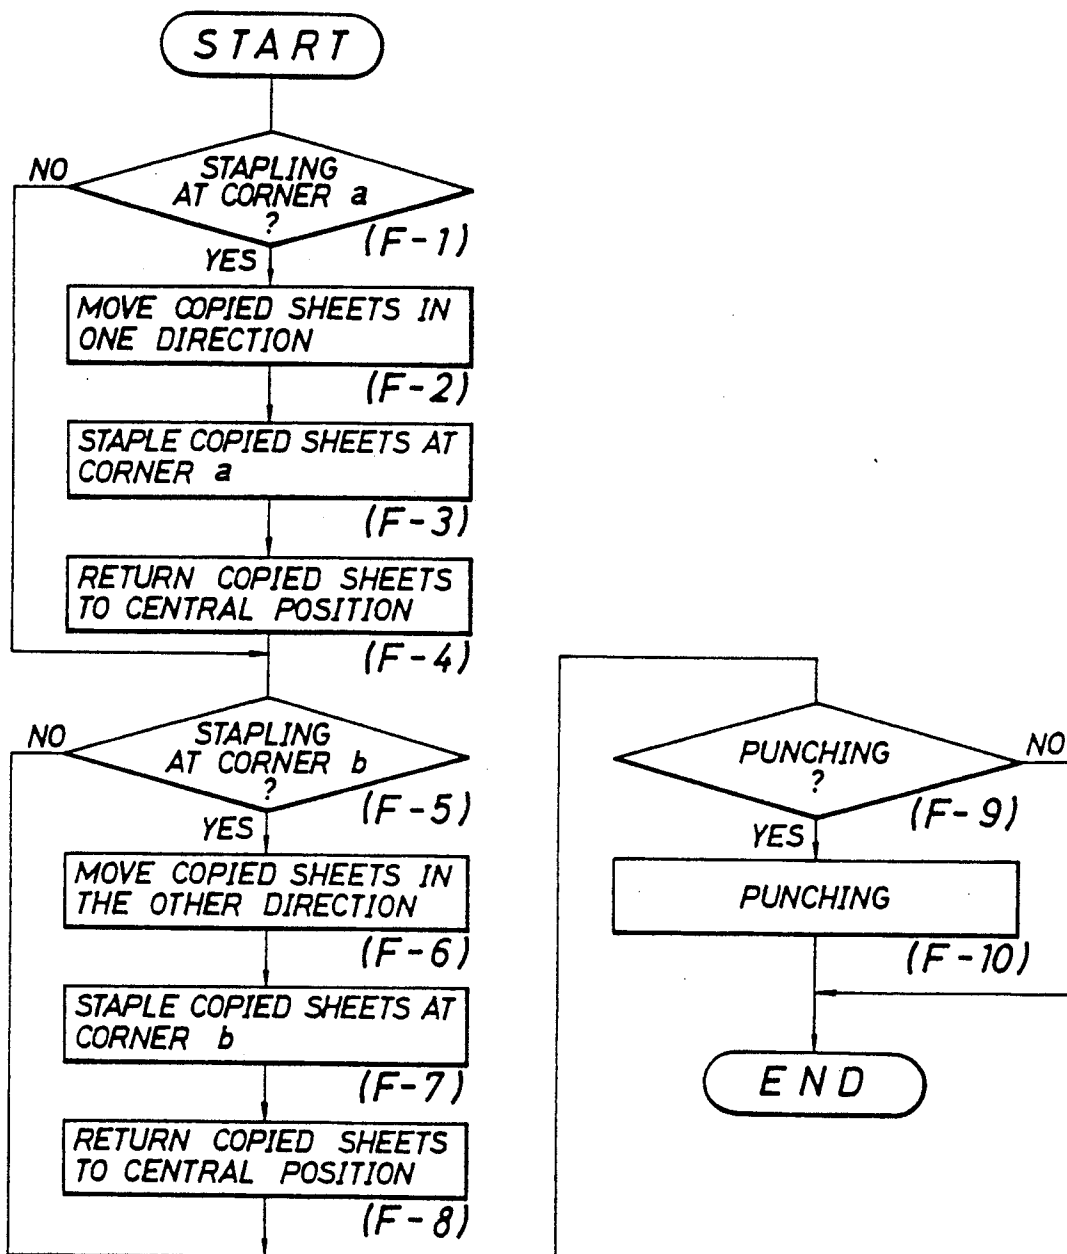 START
NO
STAPLING
AT CORNER a
?
(F-1)
YES
MOVE COPIED SHEETS IN
ONE DIRECTION
(F-2)
STAPLE COPIED SHEETS AT
CORNER a
(F-3)
RETURN COPIED SHEETS
TO CENTRAL POSITION
(F-4)
NO
STAPLING
AT CORNER b
?
(F-5)
YES
MOVE COPIED SHEETS IN
THE OTHER DIRECTION
(F-6)
STAPLE COPIED SHEETS AT
CORNER b
(F-7)
RETURN COPIED SHEETS
TO CENTRAL POSITION
(F-8)
PUNCHING
?
NO
(F-9)
YES
PUNCHING
(F-10)
END